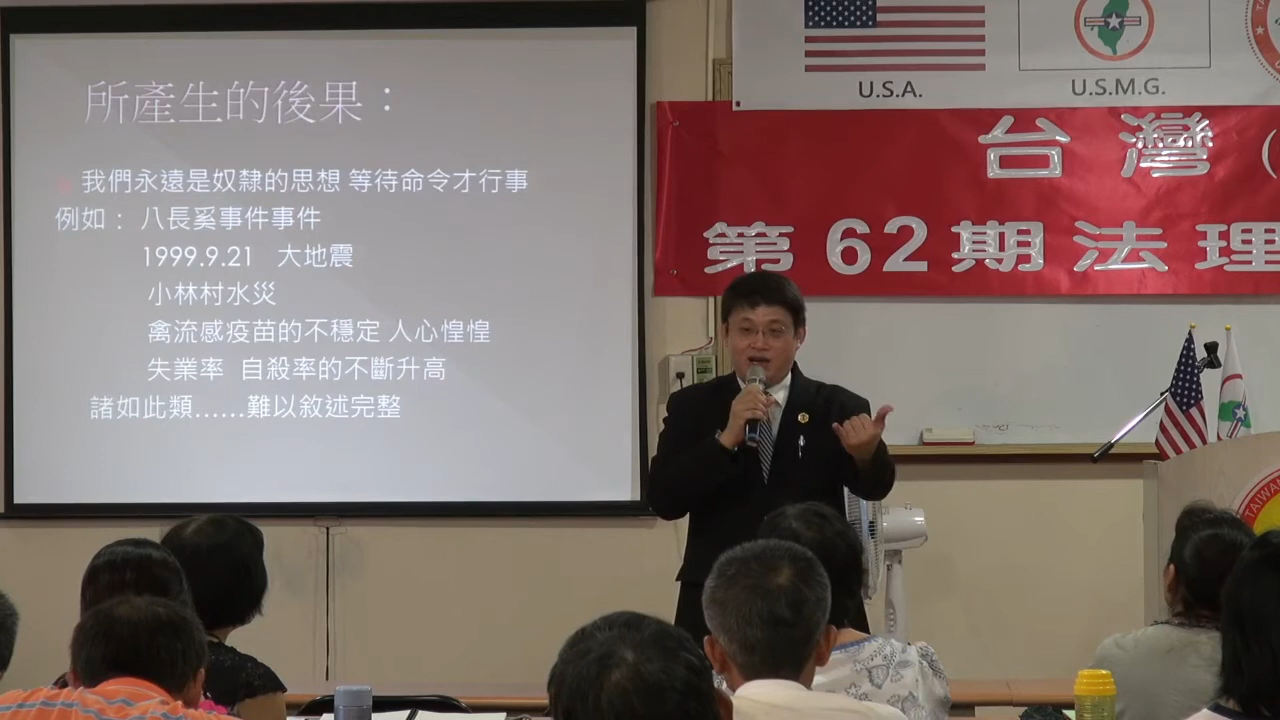 所產生的後果：
我們永遠是奴隸的思想 等待命令才行事
例如： 八長奚事件事件
1999.9.21 大地震
小林村水災
禽流感疫苗的不穩定 人心惶惶
失業率 自殺率的不斷升高
諸如此類……難以敘述完整
U.S.A.
U.S.M.G.
台灣（
第62期法理
TAIWAN